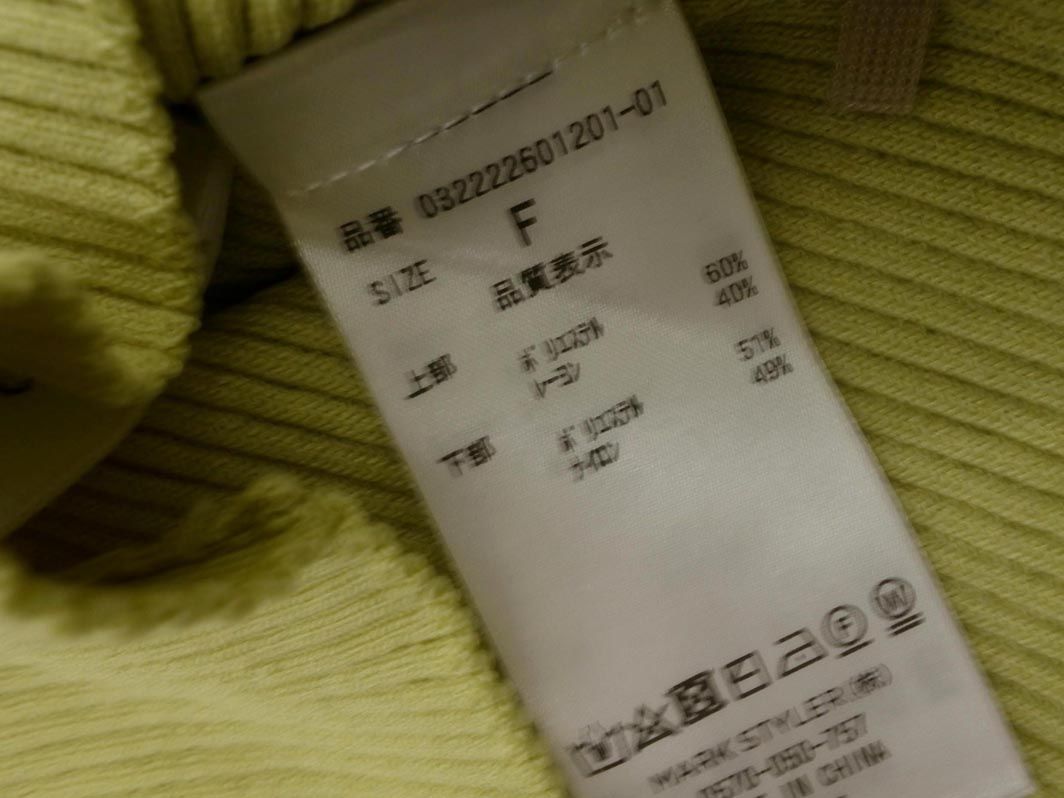 品番 032222601201-01
SIZE F
品質表示
上部 ポリエステル 60%
レーヨン 40%
下部 ポリエステル 51%
ナイロン 49%
F
W
MARK STYLER(株)
0570-050-757
IN CHINA